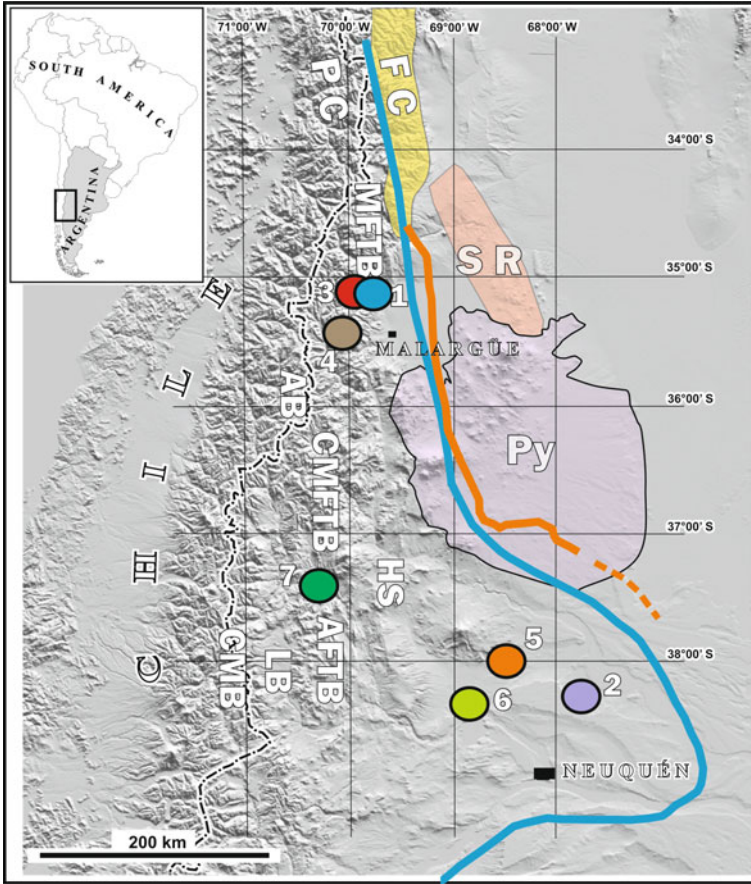 71°00' W
70°00' W
69°00' W
68°00' W
SOUTH AMERICA
ARGENTINA
PC
FC
34°00' S
MFTB
SR
35°00' S
3
1
4
MALARGÜE
AB
36°00' S
Py
CMFTB
37°00' S
CHILE
7
HS
AFTB
CMB
LB
5
38°00' S
6
2
NEUQUÉN
200 km